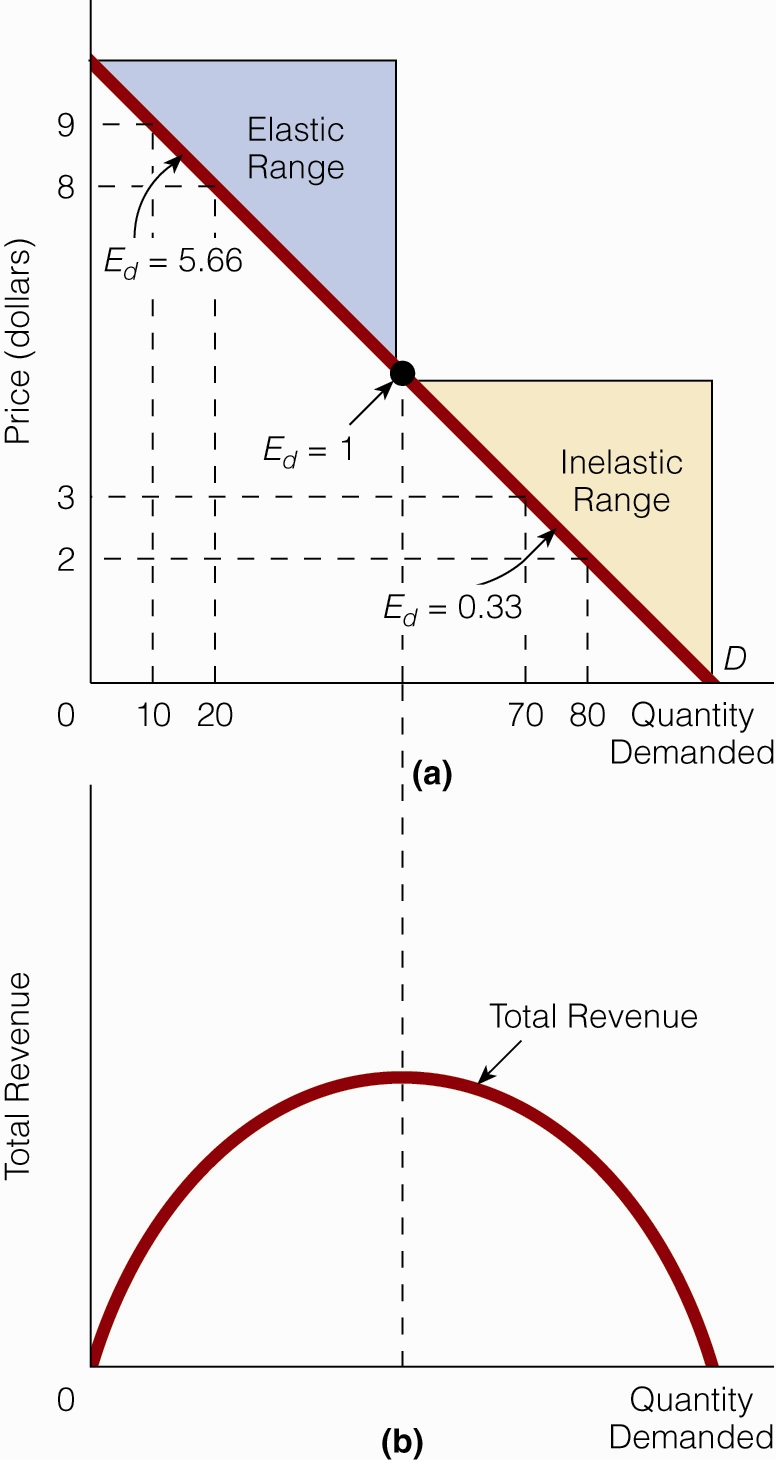 Elastic
Range
9
8
E_d = 5.66
Price (dollars)
E_d = 1
Inelastic
Range
3
2
E_d = 0.33
D
0 10 20 70 80 Quantity
Demanded
(a)
Total Revenue
Total Revenue
0
Quantity
Demanded
(b)